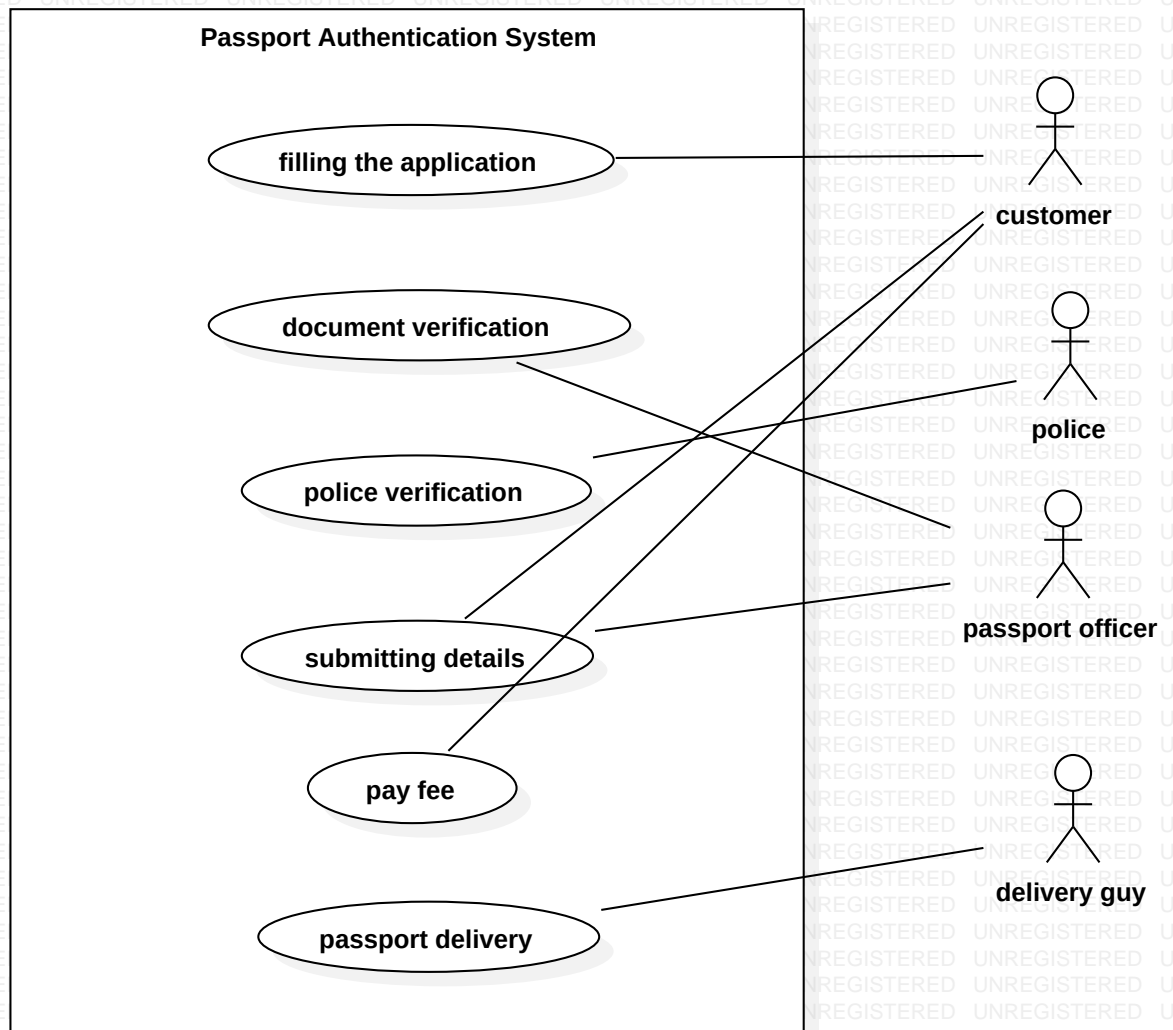 Passport Authentication System
filling the application
customer
document verification
police
police verification
passport officer
submitting details
pay fee
delivery guy
passport delivery
UNREGISTERED